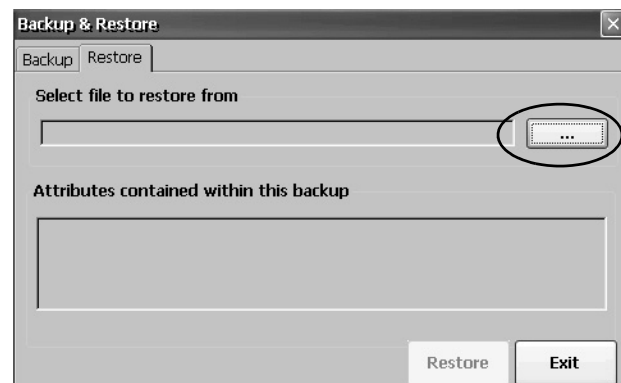 Backup & Restore
Backup Restore
Select file to restore from
...
Attributes contained within this backup
Restore Exit